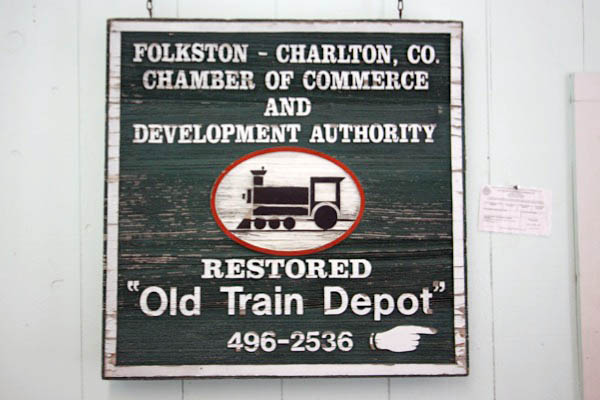 FOLKSTON - CHARLTON, CO.
CHAMBER OF COMMERCE
AND
DEVELOPMENT AUTHORITY
RESTORED
"Old Train Depot"
496-2536